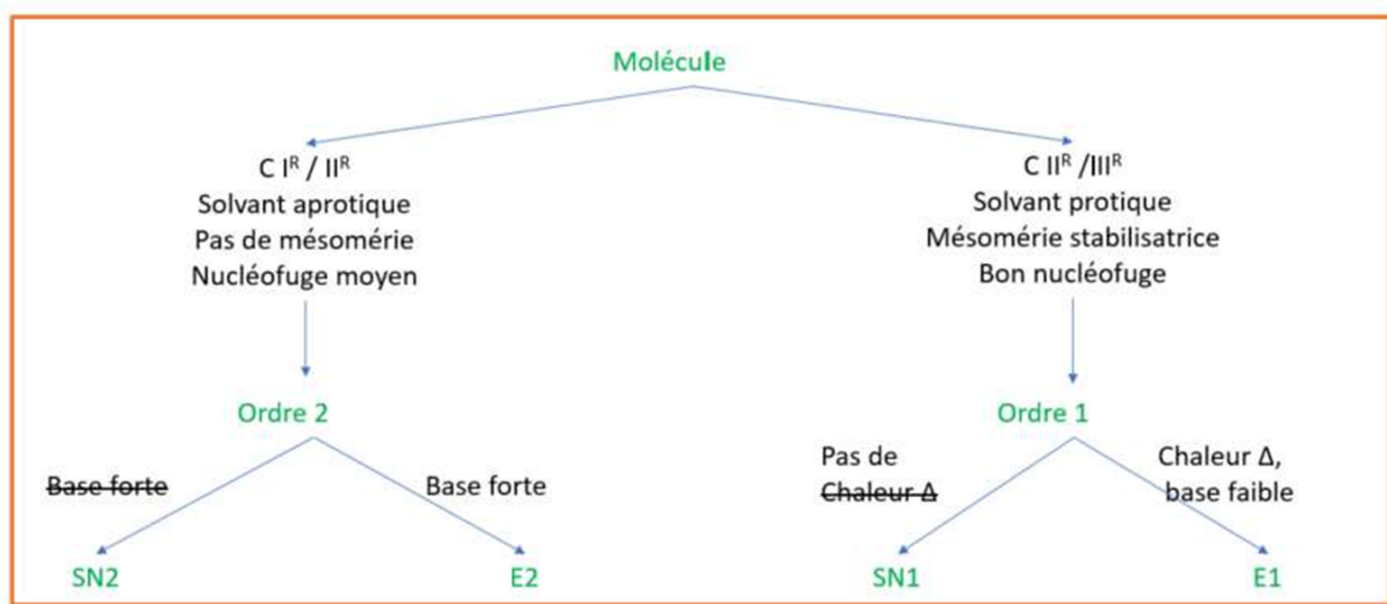 Molécule
C Iᴿ / IIᴿ
Solvant aprotique
Pas de mésomérie
Nucléofuge moyen
C IIᴿ /IIIᴿ
Solvant protique
Mésomérie stabilisatrice
Bon nucléofuge
Ordre 2
Ordre 1
Base forte
Base forte
Pas de
Chaleur Δ
Chaleur Δ,
base faible
SN2
E2
SN1
E1